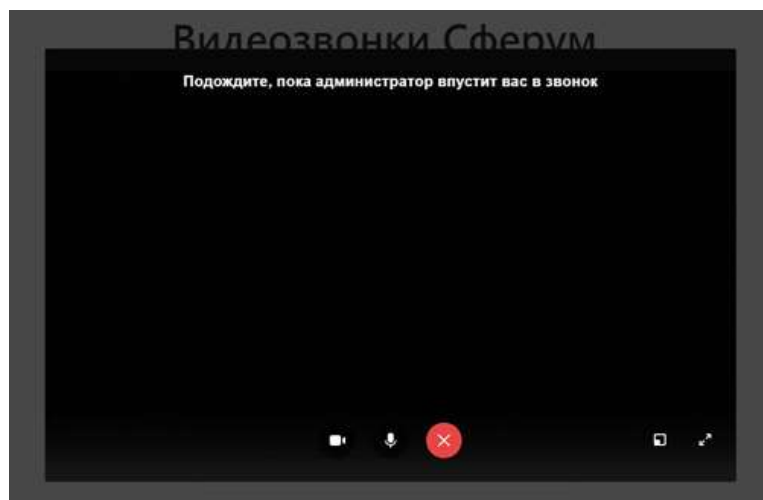 Видеозвонки Сферум
Подождите, пока администратор впустит вас в звонок